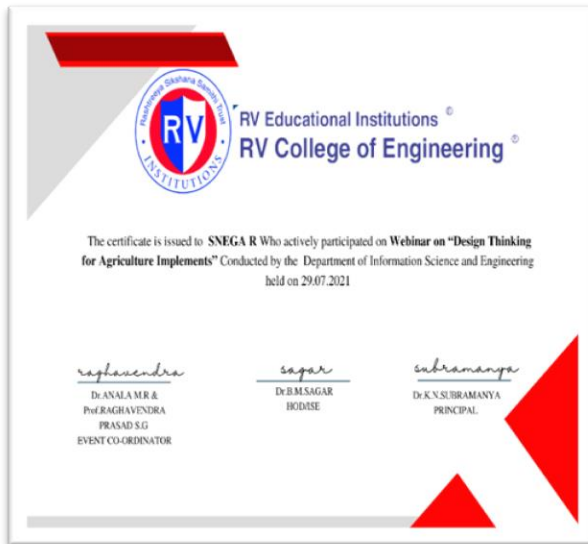 Rashtreeya Sikshana Samithi Trust
RV
INSTITUTIONS
RV Educational Institutions ©
RV College of Engineering ©
The certificate is issued to SNEGA R Who actively participated on Webinar on “Design Thinking
for Agriculture Implements” Conducted by the Department of Information Science and Engineering
held on 29.07.2021
raghavendra
sagar
subramanya
Dr.ANALA M.R &
Prof.RAGHAVENDRA
PRASAD S.G
EVENT CO-ORDINATOR
Dr.B.M.SAGAR
HOD/ISE
Dr.K.N.SUBRAMANYA
PRINCIPAL